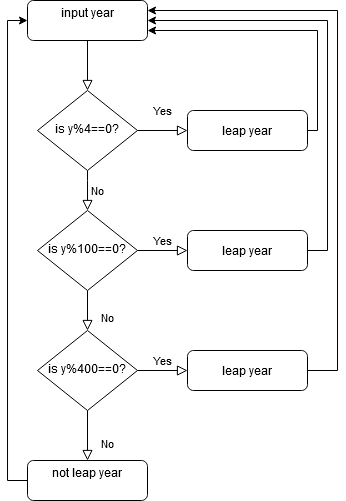 input year
is y%4==0?
Yes
leap year
No
is y%100==0?
Yes
leap year
No
is y%400==0?
Yes
leap year
No
not leap year